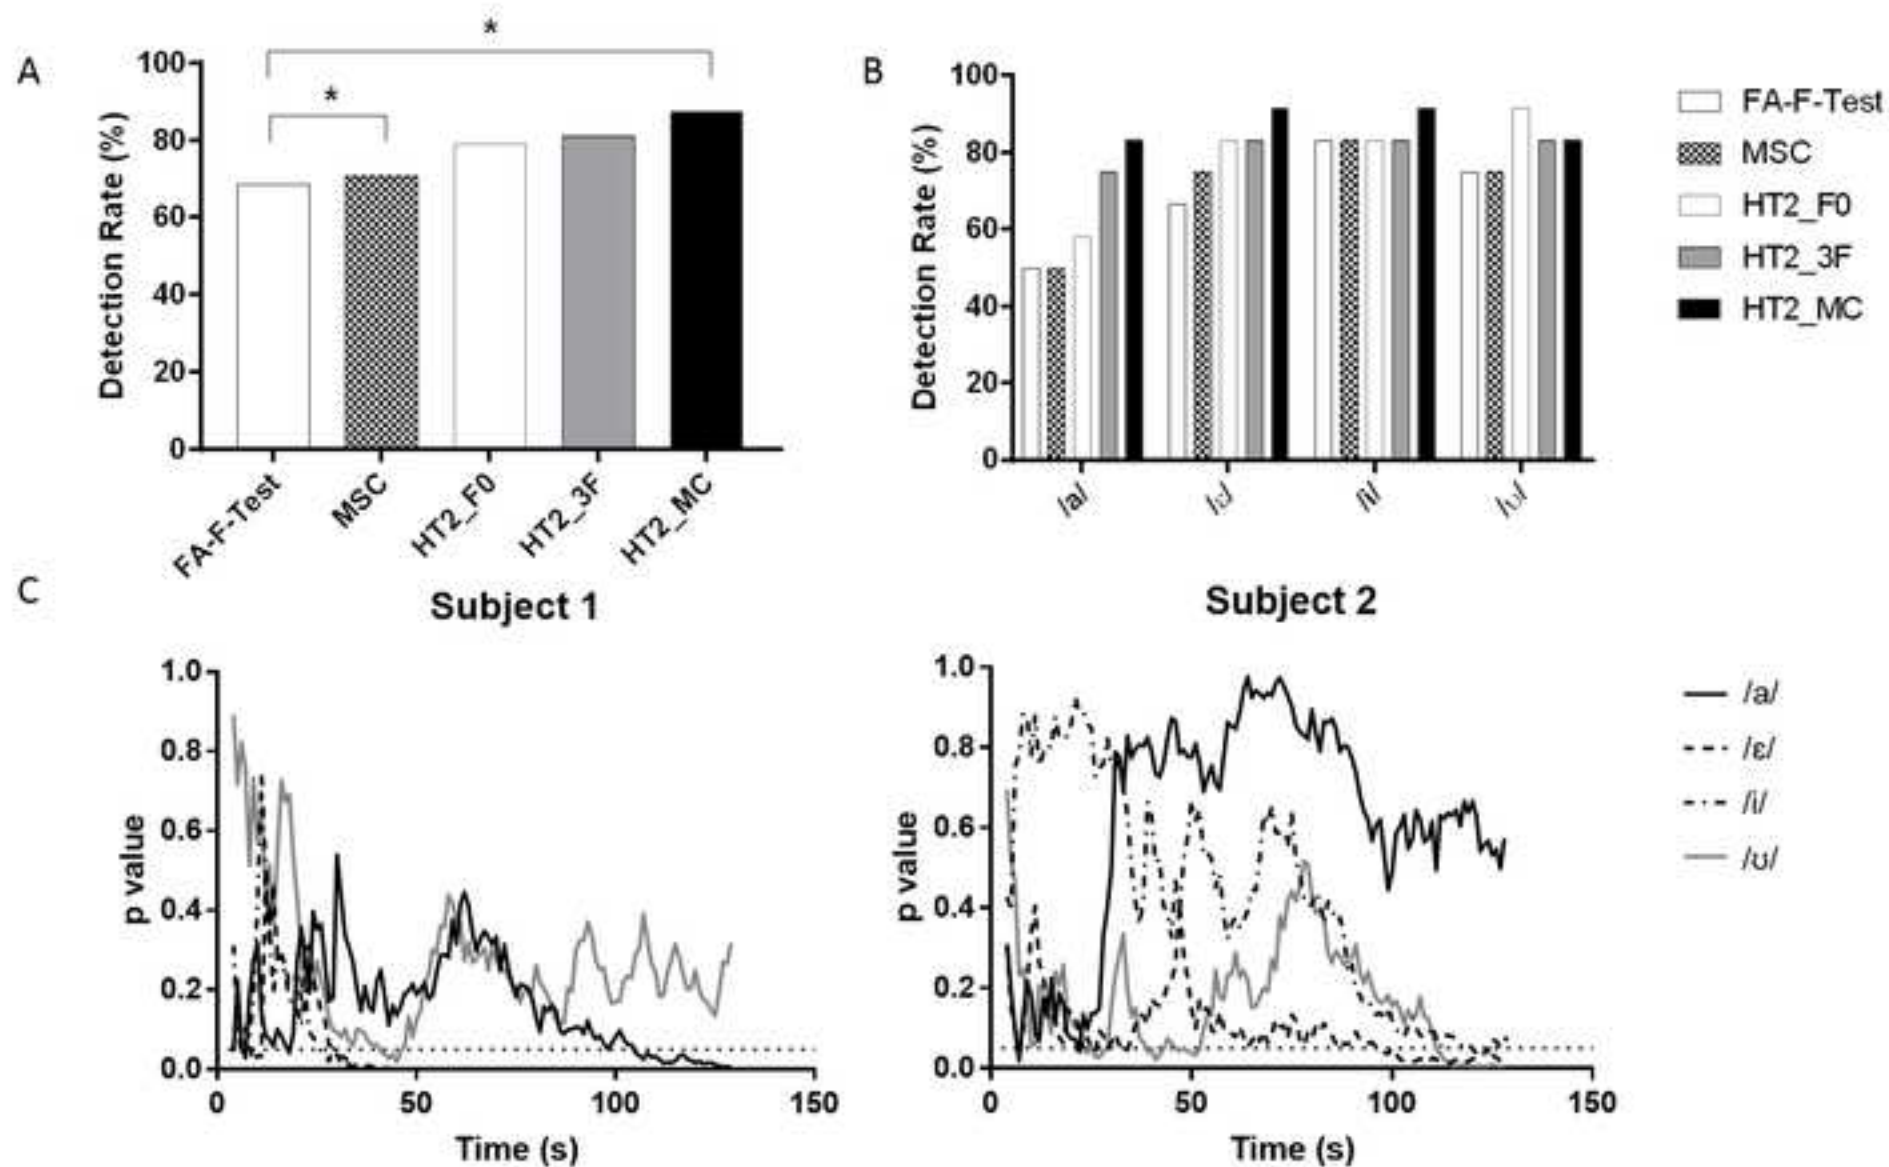 A
*
*
100
80
60
40
20
0
Detection Rate (%)
FA-F-Test
MSC
HT2_F0
HT2_3F
HT2_MC
B
100
80
60
40
20
0
Detection Rate (%)
/a/
/ɛ/
/i/
/ʊ/
FA-F-Test
MSC
HT2_F0
HT2_3F
HT2_MC
C
Subject 1
1.0
0.8
0.6
0.4
0.2
0.0
p value
0 50 100 150
Time (s)
Subject 2
1.0
0.8
0.6
0.4
0.2
0.0
p value
0 50 100 150
Time (s)
/a/
/ɛ/
/i/
/ʊ/